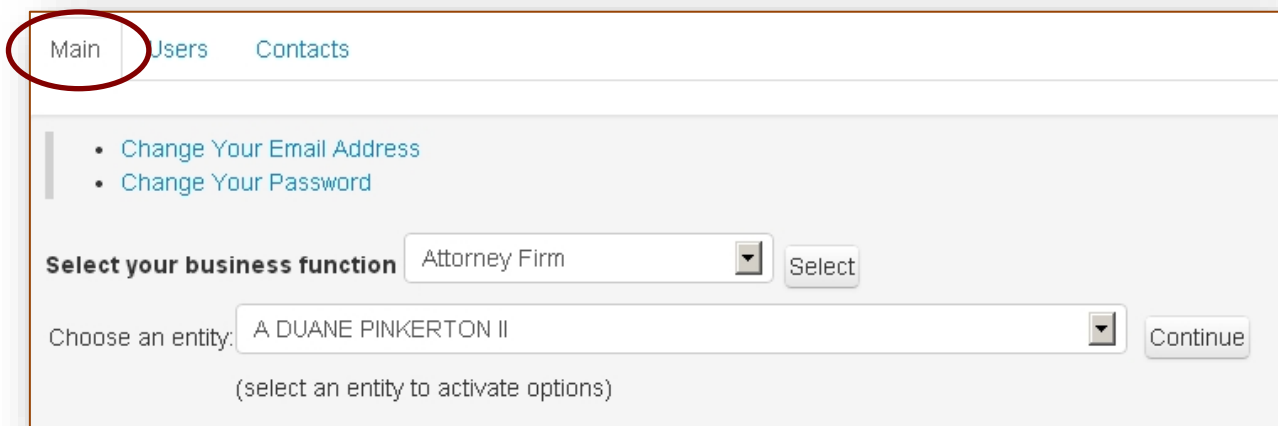 Main Users Contacts
Change Your Email Address
Change Your Password
Select your business function Attorney Firm Select
Choose an entity: A DUANE PINKERTON II Continue
(select an entity to activate options)